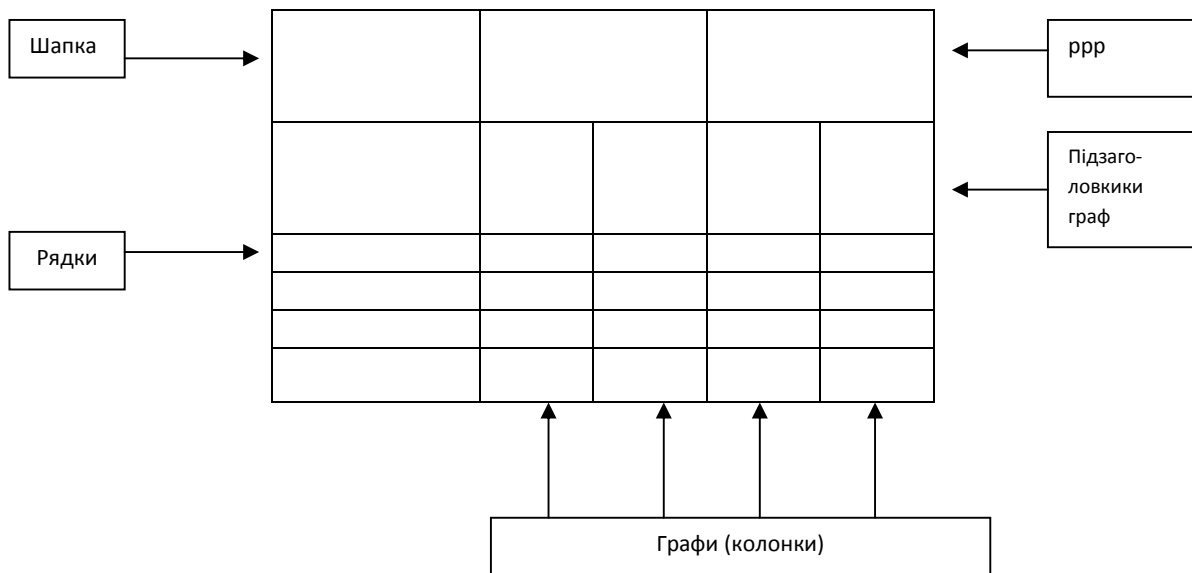 Шапка
ррр
Підзаго-
ловкики
граф
Рядки
Графи (колонки)